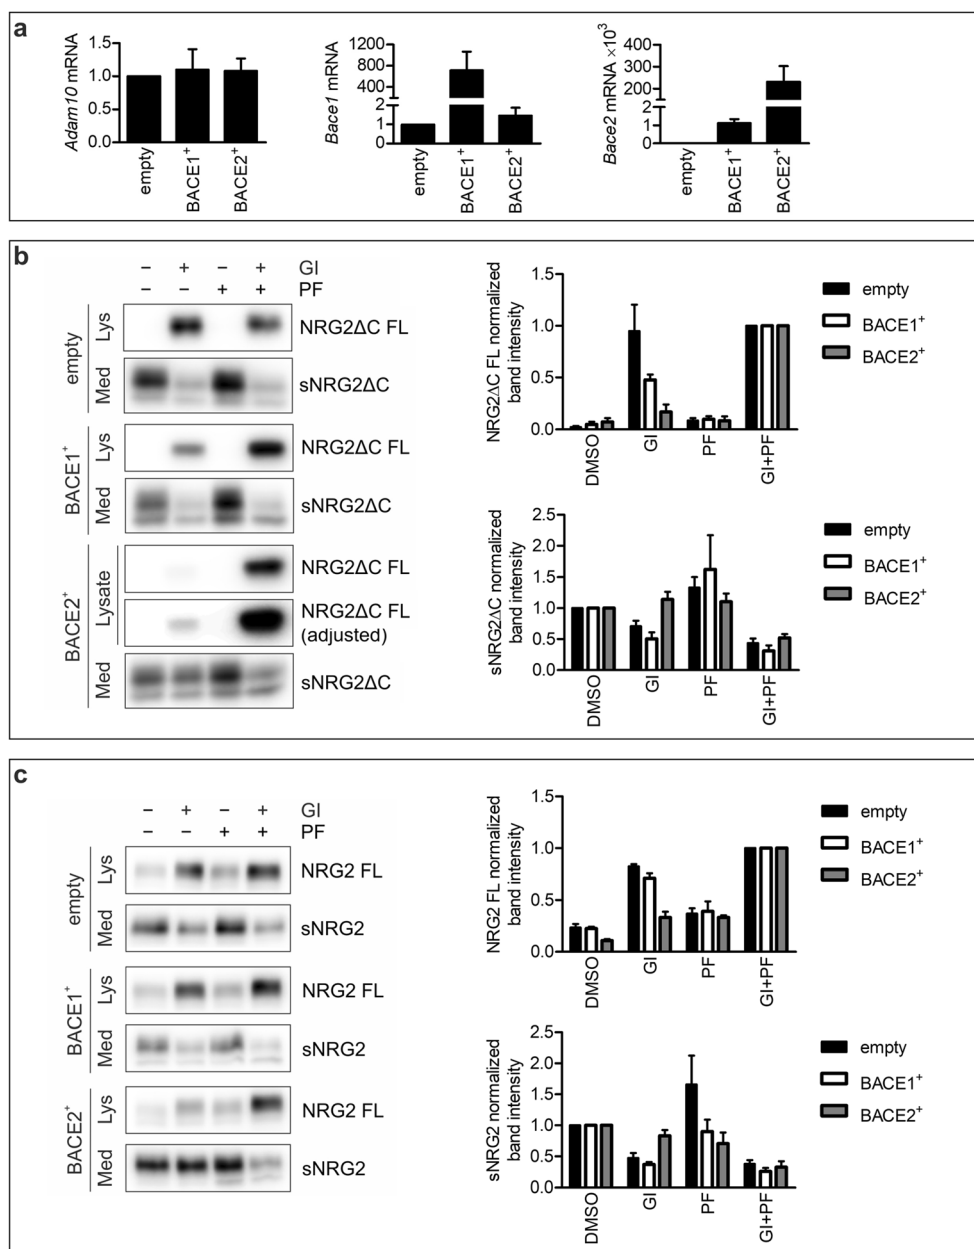 a
Adam10 mRNA
1.5
1.0
0.5
0.0
empty
BACE1+
BACE2+
Bace1 mRNA
1200
800
400
2
1
0
empty
BACE1+
BACE2+
Bace2 mRNA ×10³
400
300
200
100
2
1
0
empty
BACE1+
BACE2+
b
– + – + GI
– – + + PF
empty
Lys
NRG2ΔC FL
Med
sNRG2ΔC
BACE1+
Lys
NRG2ΔC FL
Med
sNRG2ΔC
BACE2+
Lysate
NRG2ΔC FL
NRG2ΔC FL
(adjusted)
Med
sNRG2ΔC
NRG2ΔC FL normalized
band intensity
1.5
1.0
0.5
0.0
DMSO
GI
PF
GI+PF
empty
BACE1+
BACE2+
sNRG2ΔC normalized
band intensity
2.5
2.0
1.5
1.0
0.5
0.0
DMSO
GI
PF
GI+PF
empty
BACE1+
BACE2+
c
– + – + GI
– – + + PF
empty
Lys
NRG2 FL
Med
sNRG2
BACE1+
Lys
NRG2 FL
Med
sNRG2
BACE2+
Lys
NRG2 FL
Med
sNRG2
NRG2 FL normalized
band intensity
1.5
1.0
0.5
0.0
DMSO
GI
PF
GI+PF
empty
BACE1+
BACE2+
sNRG2 normalized
band intensity
2.5
2.0
1.5
1.0
0.5
0.0
DMSO
GI
PF
GI+PF
empty
BACE1+
BACE2+